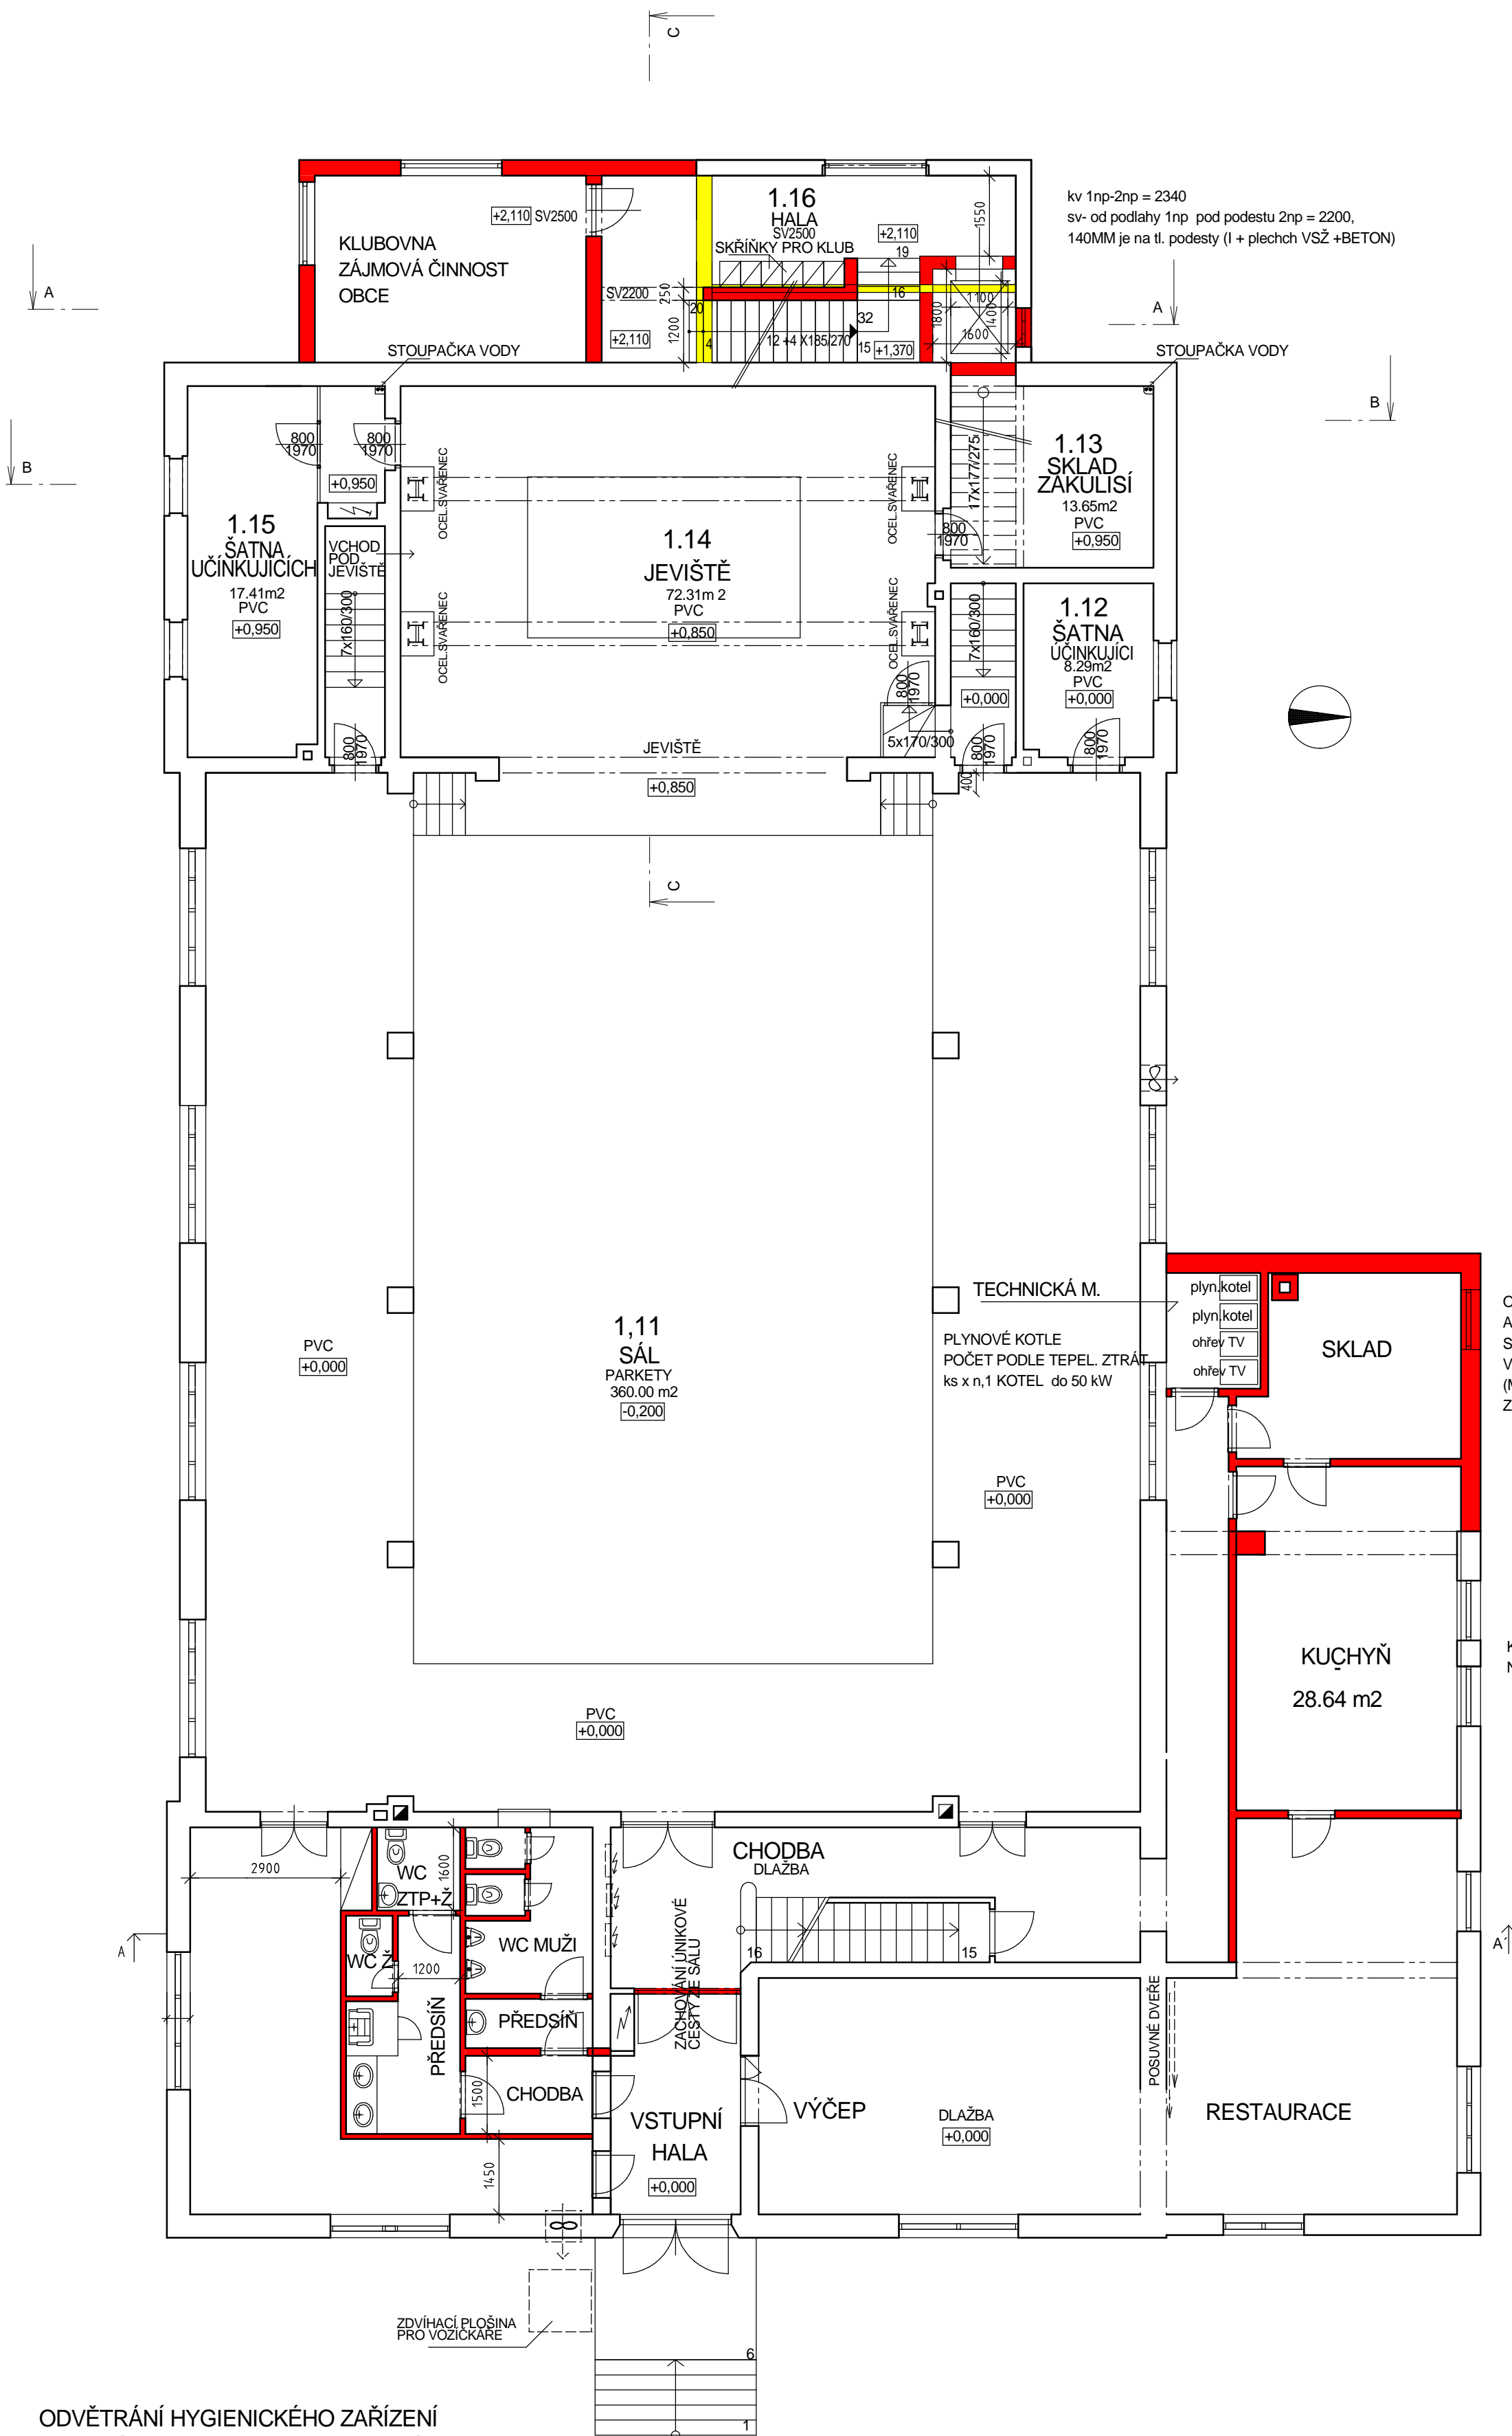 C
kv 1np-2np = 2340
sv- od podlahy 1np pod podestu 2np = 2200,
140MM je na tl. podesty (I + plechch VSŽ +BETON)
1.16
HALA
SV2500
SKŘÍŇKY PRO KLUB
+2,110
19
1550
+2,110 SV2500
KLUBOVNA
ZÁJMOVÁ ČINNOST
OBCE
SV2200
250
1200
+2,110
20
4
12 +4 X185/270
16
32
15
+1,370
1800
1100
1400
1600
A
A
B
B
STOUPAČKA VODY
STOUPAČKA VODY
800
1970
800
1970
+0,950
OCEL.SVAŘENEC
OCEL.SVAŘENEC
OCEL.SVAŘENEC
OCEL.SVAŘENEC
17x177/275
1.13
SKLAD
ZÁKULISÍ
13.65m2
PVC
+0,950
1.15
ŠATNA
UČÍNKUJÍCÍCH
17.41m2
PVC
+0,950
VCHOD
POD
JEVIŠTĚ
7x160/300
1.14
JEVIŠTĚ
72.31m 2
PVC
+0,850
800
1970
7x160/300
+0,000
1.12
ŠATNA
ÚČINKUJÍCI
8.29m2
PVC
+0,000
800
1970
5x170/300
800
1970
800
1970
800
1970
400
JEVIŠTĚ
+0,850
C
1,11
SÁL
PARKETY
360.00 m2
-0,200
PVC
+0,000
TECHNICKÁ M.
PLYNOVÉ KOTLE
POČET PODLE TEPEL. ZTRÁT
ks x n,1 KOTEL do 50 kW
plyn.kotel
plyn.kotel
ohřev TV
ohřev TV
SKLAD
C
A
S
V
(M
Z
PVC
+0,000
KUCHYŇ
28.64 m2
K
N
PVC
+0,000
2900
WC
ZTP+Ž
1600
WC Ž
1200
PŘEDSÍŇ
WC MUŽI
PŘEDSÍŇ
CHODBA
1500
1450
CHODBA
DLAŽBA
16
15
ZACHOVÁNÍ ÚNIKOVÉ
CESTY ZE SÁLU
VSTUPNÍ
HALA
+0,000
VÝČEP
DLAŽBA
+0,000
POSUVNÉ DVEŘE
RESTAURACE
A
A´
ZDVÍHACÍ PLOŠINA
PRO VOZÍČKÁŘE
6
1
ODVĚTRÁNÍ HYGIENICKÉHO ZAŘÍZENÍ